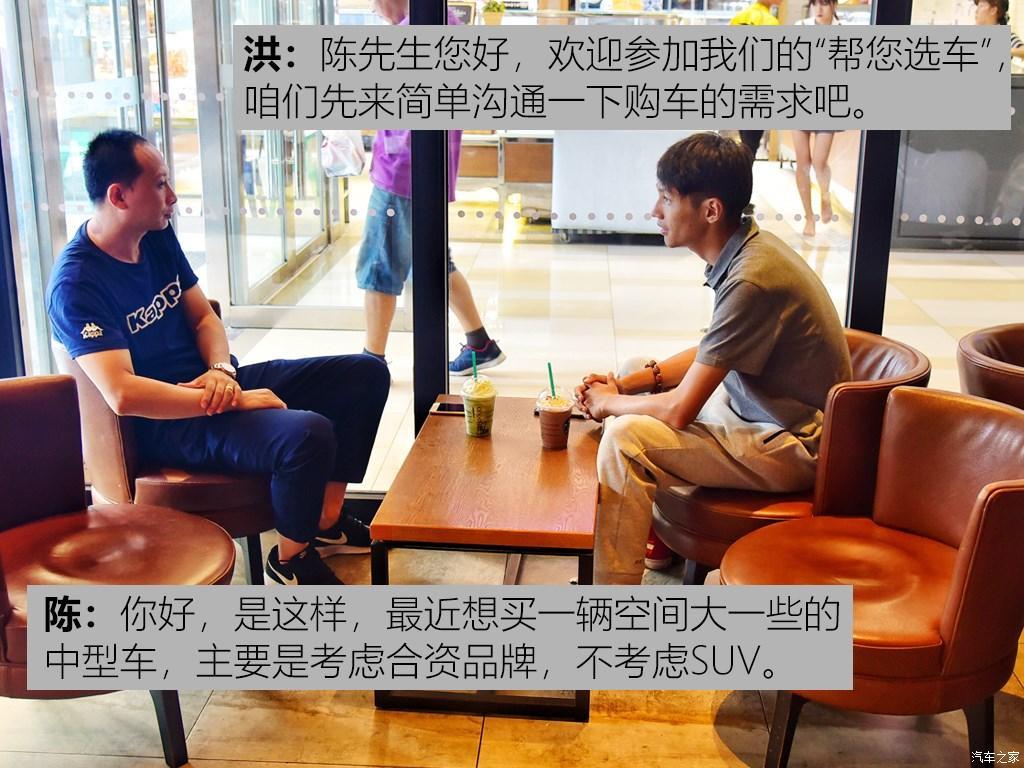 洪：陈先生您好，欢迎参加我们的“帮您选车”，
咱们先来简单沟通一下购车的需求吧。
Kappa
Kappa
陈：你好，是这样，最近想买一辆空间大一些的
中型车，主要是考虑合资品牌，不考虑SUV。
汽车之家